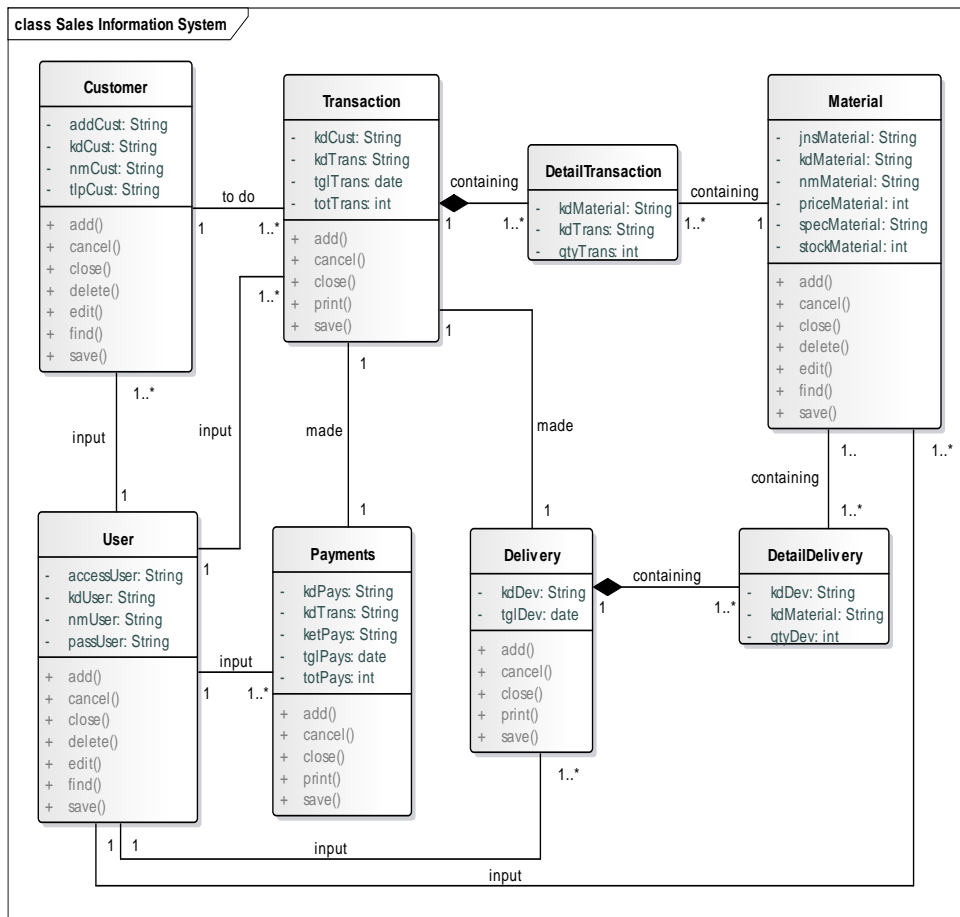 class Sales Information System
Customer
- addCust: String
- kdCust: String
- nmCust: String
- tlpCust: String
+ add()
+ cancel()
+ close()
+ delete()
+ edit()
+ find()
+ save()
to do
1
1..*
Transaction
- kdCust: String
- kdTrans: String
- tglTrans: date
- totTrans: int
+ add()
+ cancel()
+ close()
+ print()
+ save()
containing
1
1..*
DetailTransaction
- kdMaterial: String
- kdTrans: String
- qtyTrans: int
containing
1..*
1
Material
- jnsMaterial: String
- kdMaterial: String
- nmMaterial: String
- priceMaterial: int
- specMaterial: String
- stockMaterial: int
+ add()
+ cancel()
+ close()
+ delete()
+ edit()
+ find()
+ save()
1..*
input
1
1..*
input
1
1
made
1
1
made
1
1..
containing
1..*
1..*
User
- accessUser: String
- kdUser: String
- nmUser: String
- passUser: String
+ add()
+ cancel()
+ close()
+ delete()
+ edit()
+ find()
+ save()
input
1
1..*
Payments
- kdPays: String
- kdTrans: String
- ketPays: String
- tglPays: date
- totPays: int
+ add()
+ cancel()
+ close()
+ print()
+ save()
Delivery
- kdDev: String
- tglDev: date
+ add()
+ cancel()
+ close()
+ print()
+ save()
containing
1
1..*
DetailDelivery
- kdDev: String
- kdMaterial: String
- qtyDev: int
1..*
1
1
input
input